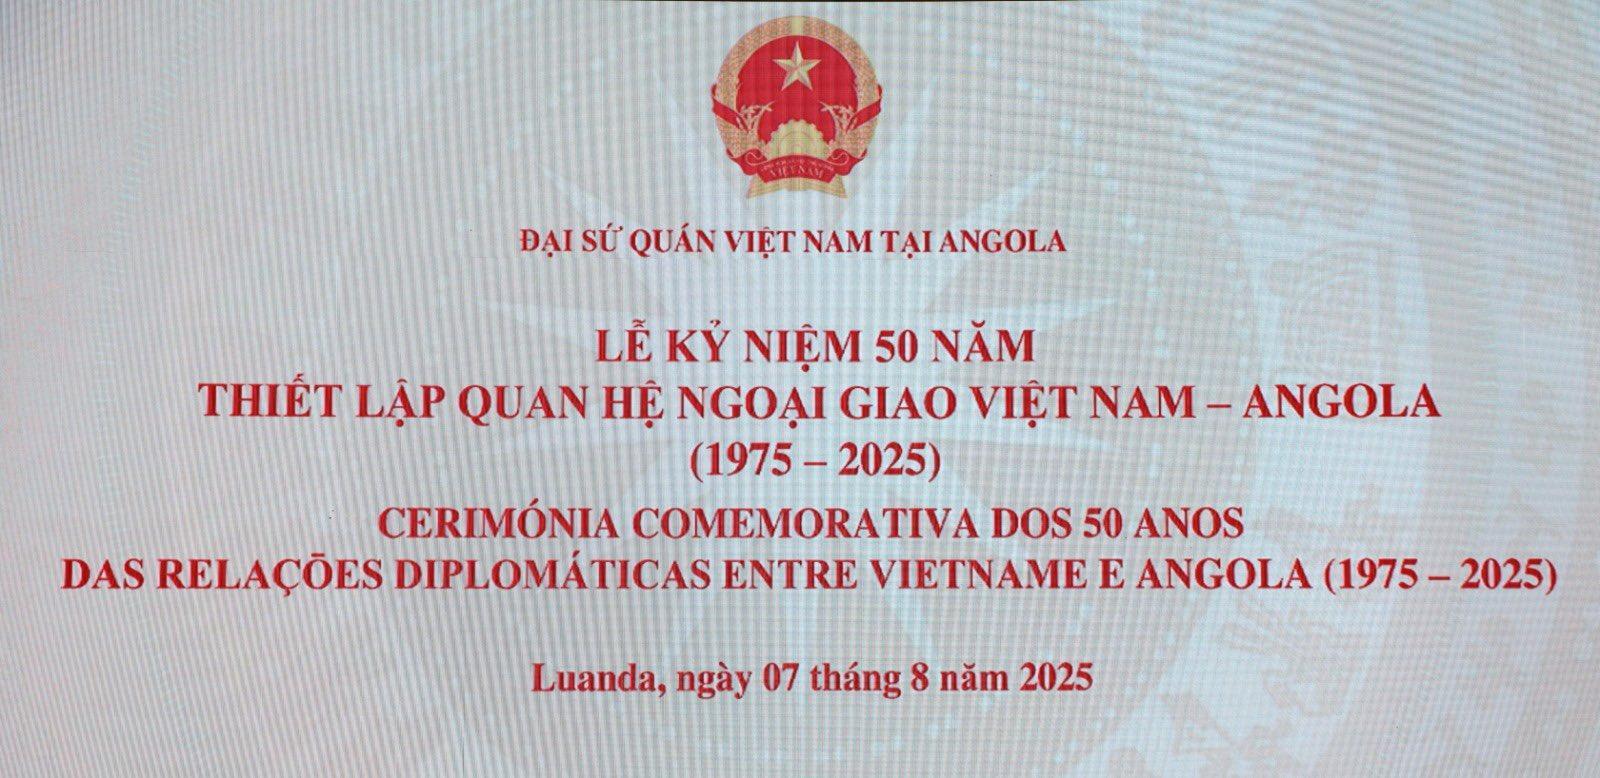 VIỆT NAM
ĐẠI SỨ QUÁN VIỆT NAM TẠI ANGOLA
LỄ KỶ NIỆM 50 NĂM
THIẾT LẬP QUAN HỆ NGOẠI GIAO VIỆT NAM – ANGOLA
(1975 – 2025)
CERIMÓNIA COMEMORATIVA DOS 50 ANOS
DAS RELAÇÕES DIPLOMÁTICAS ENTRE VIETNAME E ANGOLA (1975 – 2025)
Luanda, ngày 07 tháng 8 năm 2025